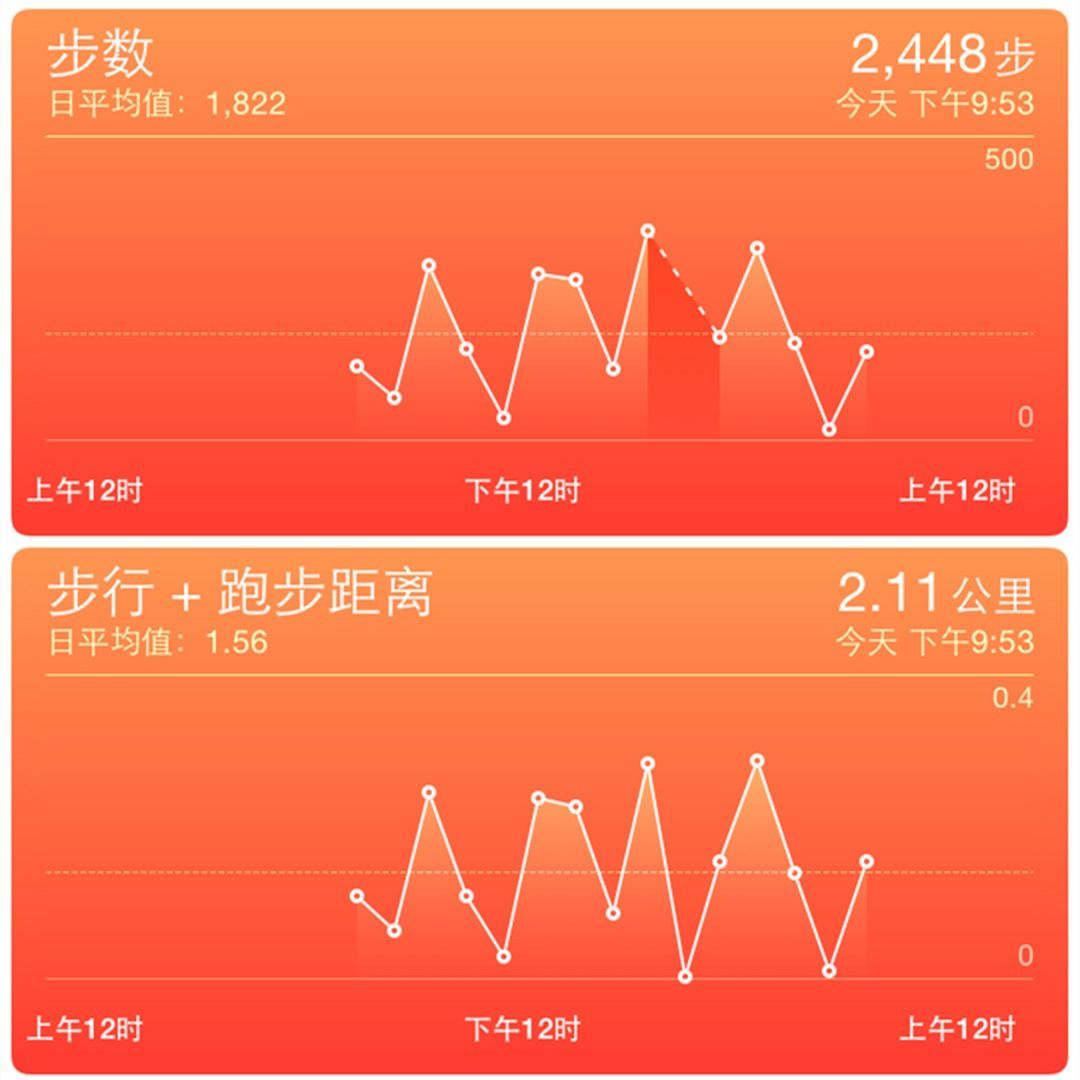 步数
2,448 步
日平均值：1,822
今天 下午9:53
500
0
上午12时
下午12时
上午12时
步行 + 跑步距离
2.11 公里
日平均值：1.56
今天 下午9:53
0.4
0
上午12时
下午12时
上午12时